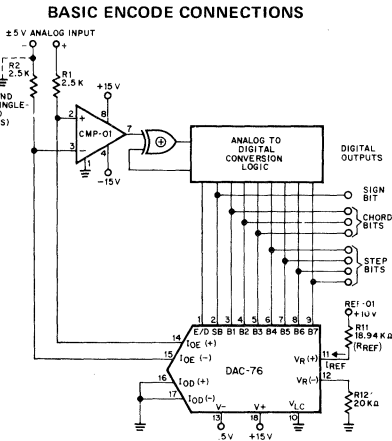 BASIC ENCODE CONNECTIONS
±5 V ANALOG INPUT
- +
R2
2.5 K
R1
2.5 K
ND
INGLE-
S)
+15 V
8
2
+
CMP-01
7
3
-
4
1
-15V
+
ANALOG TO
DIGITAL
CONVERSION
LOGIC
DIGITAL
OUTPUTS
SIGN
BIT
CHORD
BITS
STEP
BITS
1 2 3 4 5 6 7 8 9
E/D SB B1 B2 B3 B4 B5 B6 B7
REF-01
+10 V
R11
18.94 KΩ
(RREF)
14 IOE (+)
15 IOE (-)
16 IOD (+)
17 IOD (-)
DAC-76
VR(+) 11
IREF
VR(-) 12
R12
20 KΩ
V- V+ VLC
13 18 10
.5V +15 V